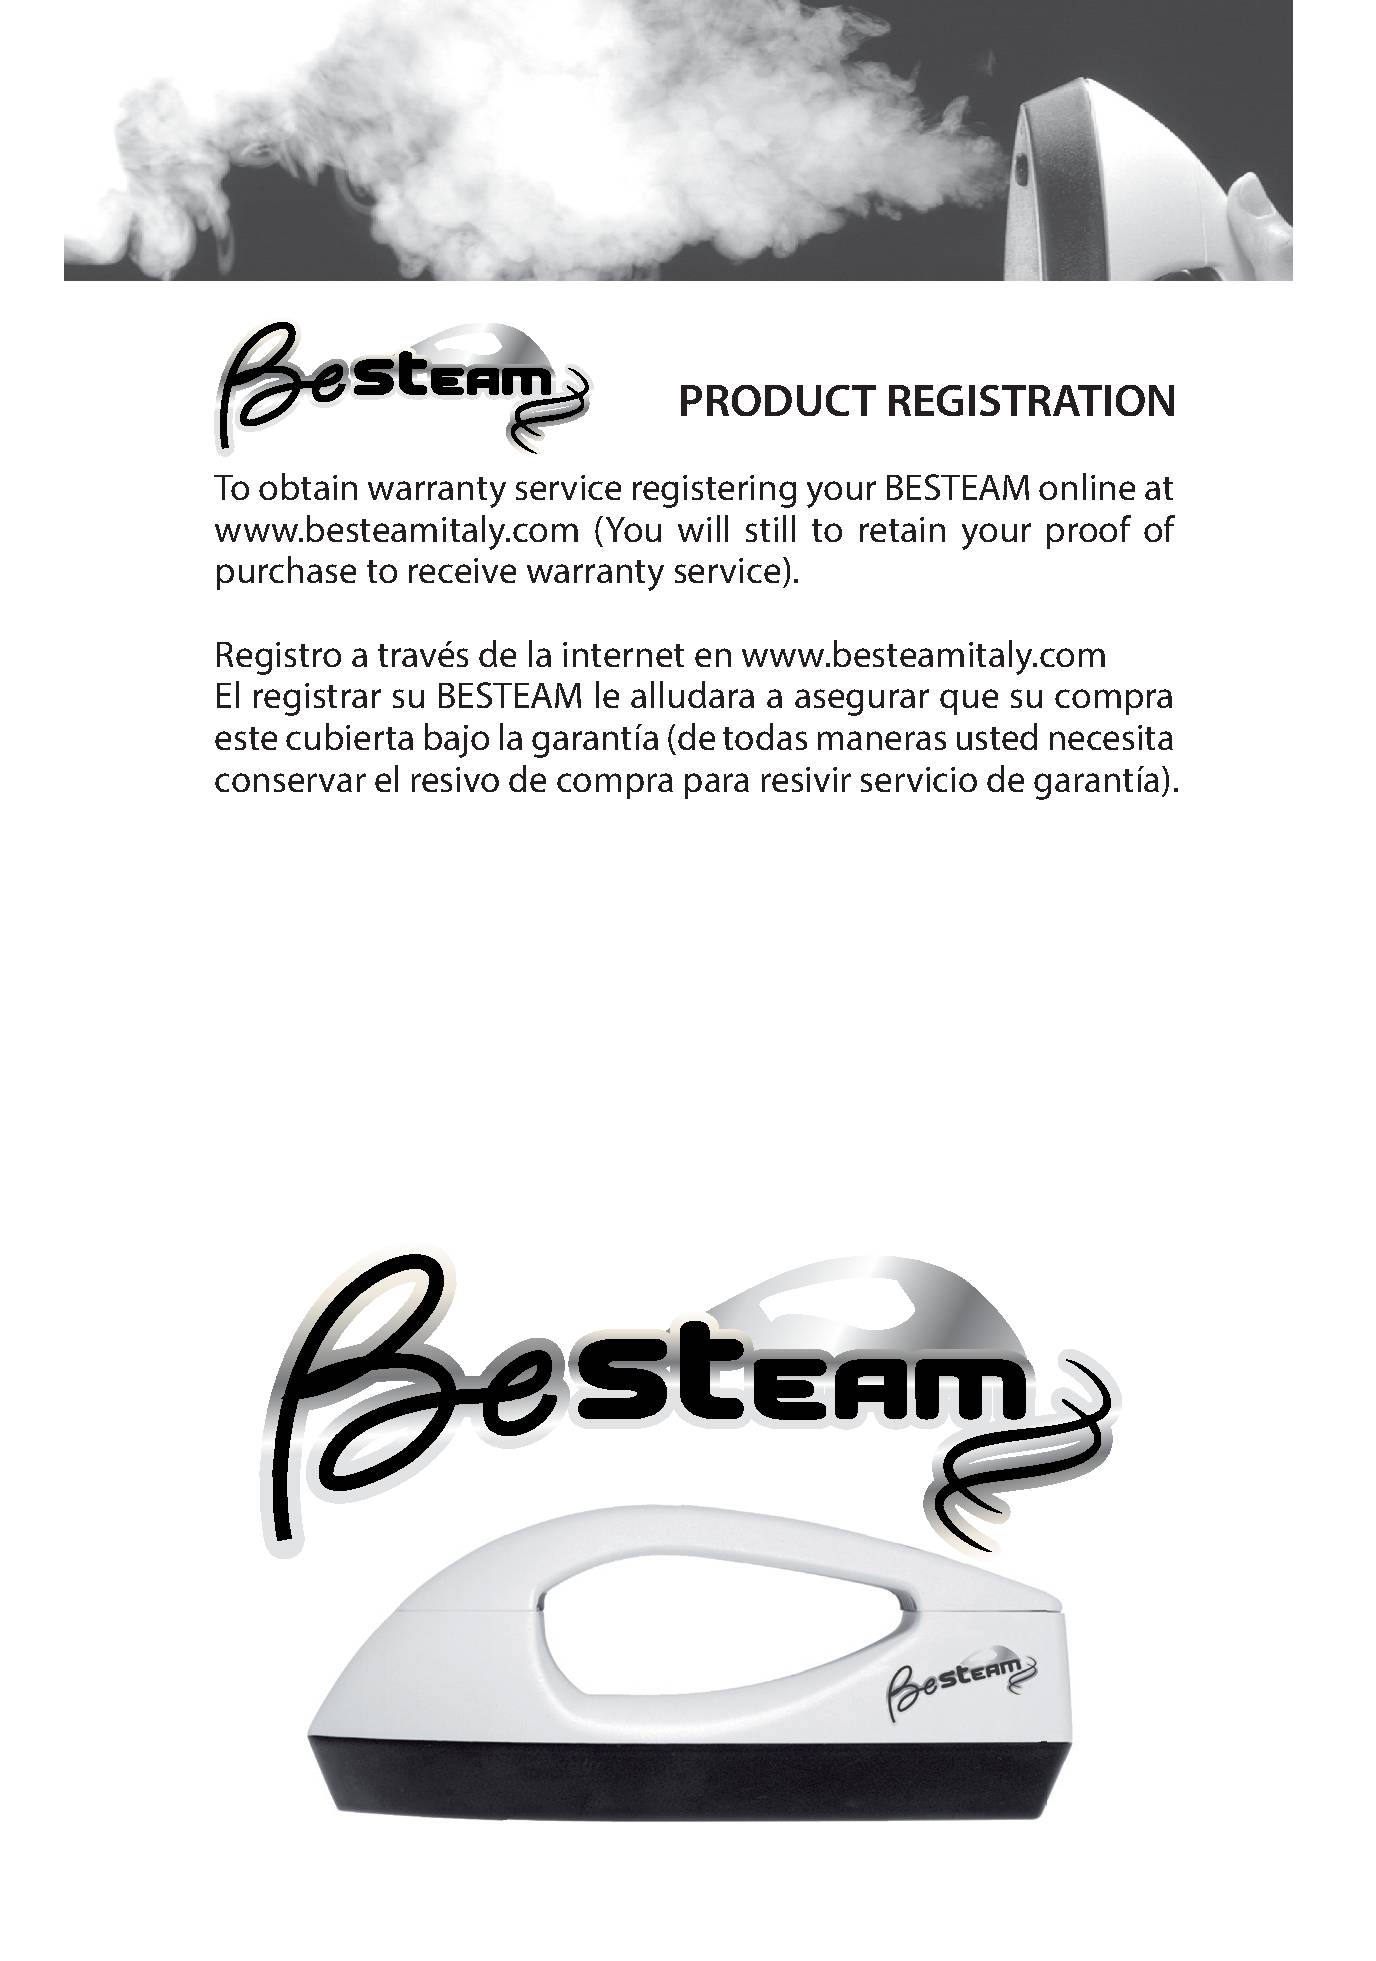 BesTEAM
PRODUCT REGISTRATION
To obtain warranty service registering your BESTEAM online at
www.besteamitaly.com (You will still to retain your proof of
purchase to receive warranty service).
Registro a través de la internet en www.besteamitaly.com
El registrar su BESTEAM le alludara a asegurar que su compra
este cubierta bajo la garantía (de todas maneras usted necesita
conservar el resivo de compra para resivir servicio de garantía).
BesTEAM
BesTEAM